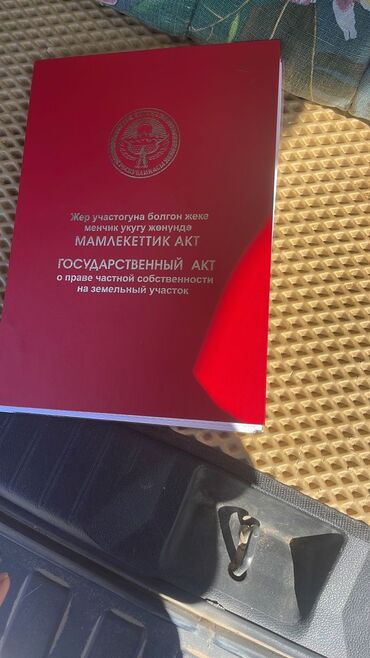 Жер участогуна болгон жеке
менчик укугу жөнүндө
МАМЛЕКЕТТИК АКТ
ГОСУДАРСТВЕННЫЙ АКТ
о праве частной собственности
на земельный участок